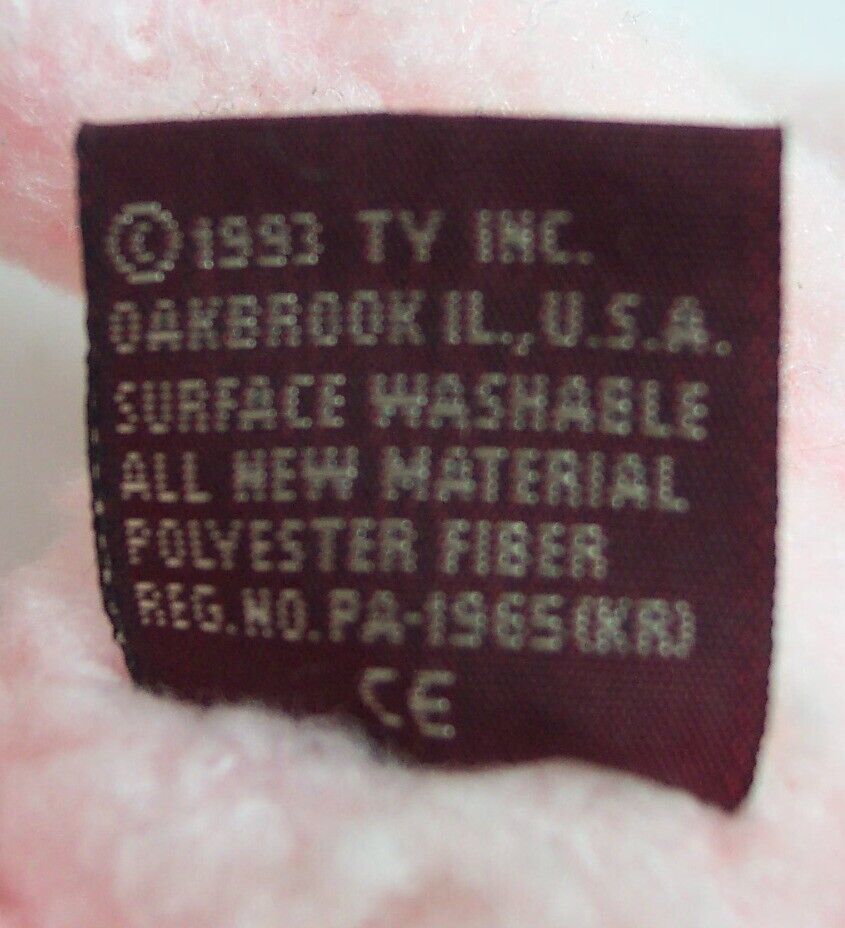 ©1993 TY INC.
OAKBROOK IL., U.S.A.
SURFACE WASHABLE
ALL NEW MATERIAL
POLYESTER FIBER
REG.NO.PA-1965(KR)
CE